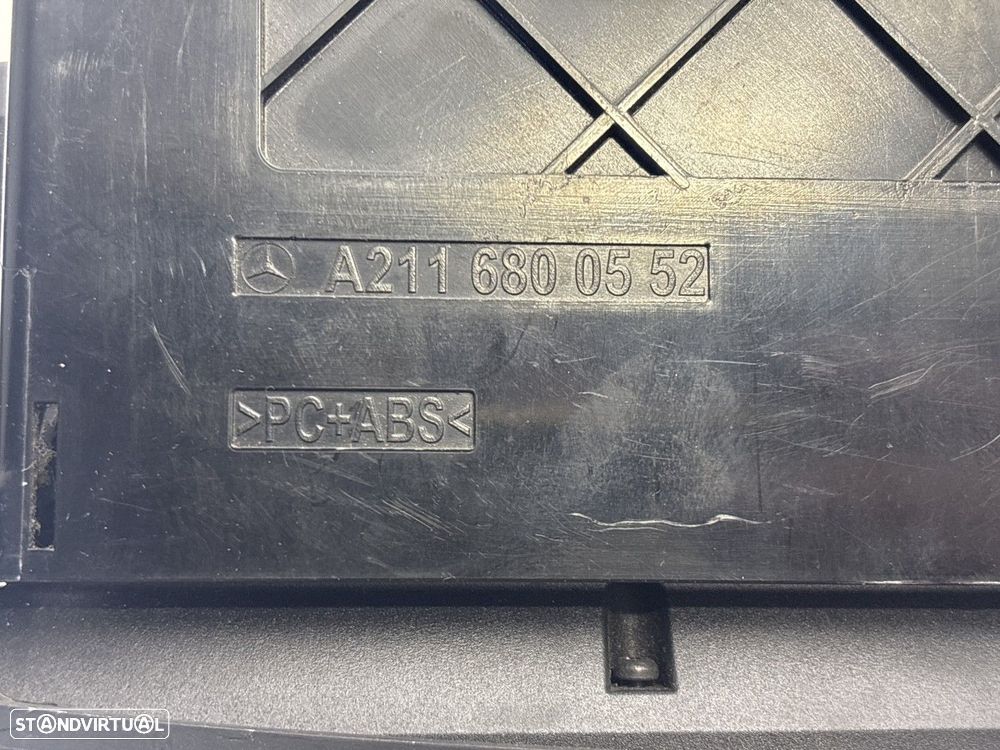 A211 680 05 52
>PC+ABS<
STANDVIRTUAL